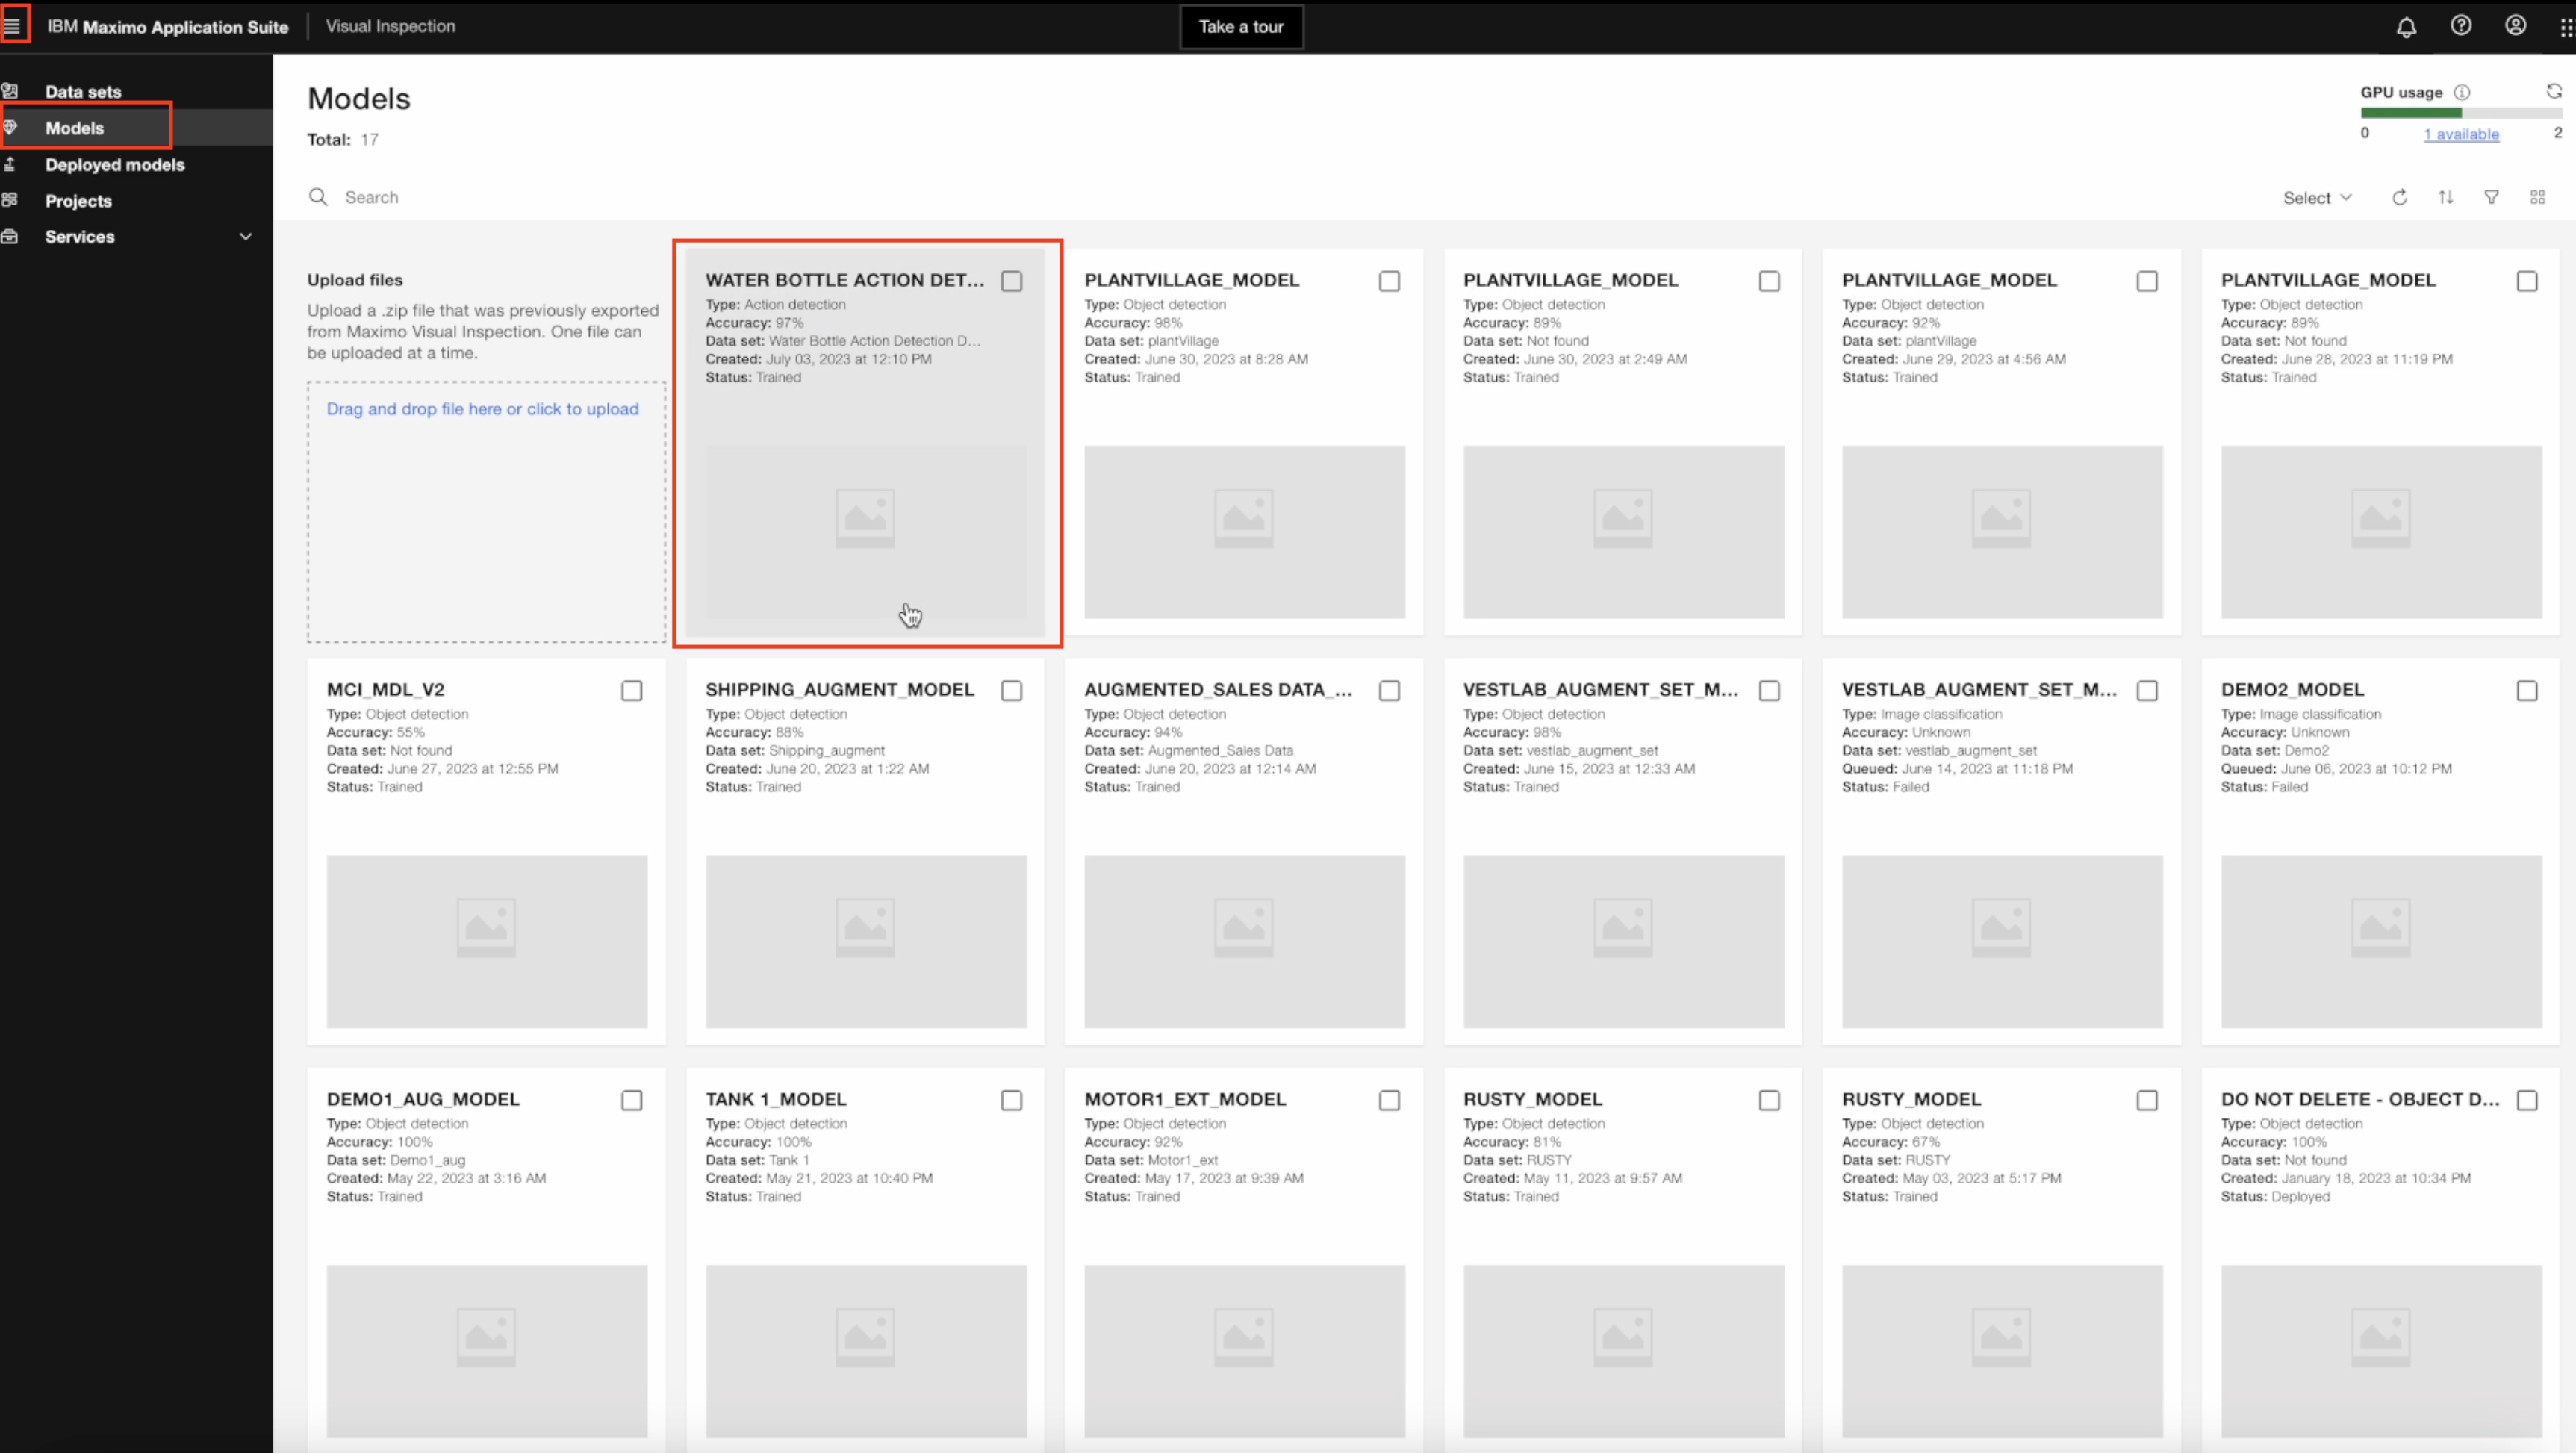 IBM Maximo Application Suite
Visual Inspection
Take a tour
Data sets
Models
Deployed models
Projects
Services
Models
Total: 17
GPU usage
0 1 available 2
Search
Select
Upload files
Upload a .zip file that was previously exported
from Maximo Visual Inspection. One file can
be uploaded at a time.
Drag and drop file here or click to upload
WATER BOTTLE ACTION DET...
Type: Action detection
Accuracy: 97%
Data set: Water Bottle Action Detection D...
Created: July 03, 2023 at 12:10 PM
Status: Trained
PLANTVILLAGE_MODEL
Type: Object detection
Accuracy: 98%
Data set: plantVillage
Created: June 30, 2023 at 8:28 AM
Status: Trained
PLANTVILLAGE_MODEL
Type: Object detection
Accuracy: 89%
Data set: Not found
Created: June 30, 2023 at 2:49 AM
Status: Trained
PLANTVILLAGE_MODEL
Type: Object detection
Accuracy: 92%
Data set: plantVillage
Created: June 29, 2023 at 4:56 AM
Status: Trained
PLANTVILLAGE_MODEL
Type: Object detection
Accuracy: 89%
Data set: Not found
Created: June 28, 2023 at 11:19 PM
Status: Trained
MCI_MDL_V2
Type: Object detection
Accuracy: 55%
Data set: Not found
Created: June 27, 2023 at 12:55 PM
Status: Trained
SHIPPING_AUGMENT_MODEL
Type: Object detection
Accuracy: 88%
Data set: Shipping_augment
Created: June 20, 2023 at 1:22 AM
Status: Trained
AUGMENTED_SALES DATA_...
Type: Object detection
Accuracy: 94%
Data set: Augmented_Sales Data
Created: June 20, 2023 at 12:14 AM
Status: Trained
VESTLAB_AUGMENT_SET_M...
Type: Object detection
Accuracy: 98%
Data set: vestlab_augment_set
Created: June 15, 2023 at 12:33 AM
Status: Trained
VESTLAB_AUGMENT_SET_M...
Type: Image classification
Accuracy: Unknown
Data set: vestlab_augment_set
Queued: June 14, 2023 at 11:18 PM
Status: Failed
DEMO2_MODEL
Type: Image classification
Accuracy: Unknown
Data set: Demo2
Queued: June 06, 2023 at 10:12 PM
Status: Failed
DEMO1_AUG_MODEL
Type: Object detection
Accuracy: 100%
Data set: Demo1_aug
Created: May 22, 2023 at 3:16 AM
Status: Trained
TANK 1_MODEL
Type: Object detection
Accuracy: 100%
Data set: Tank 1
Created: May 21, 2023 at 10:40 PM
Status: Trained
MOTOR1_EXT_MODEL
Type: Object detection
Accuracy: 92%
Data set: Motor1_ext
Created: May 17, 2023 at 9:39 AM
Status: Trained
RUSTY_MODEL
Type: Object detection
Accuracy: 81%
Data set: RUSTY
Created: May 11, 2023 at 9:57 AM
Status: Trained
RUSTY_MODEL
Type: Object detection
Accuracy: 67%
Data set: RUSTY
Created: May 03, 2023 at 5:17 PM
Status: Trained
DO NOT DELETE - OBJECT D...
Type: Object detection
Accuracy: 100%
Data set: Not found
Created: January 18, 2023 at 10:34 PM
Status: Deployed